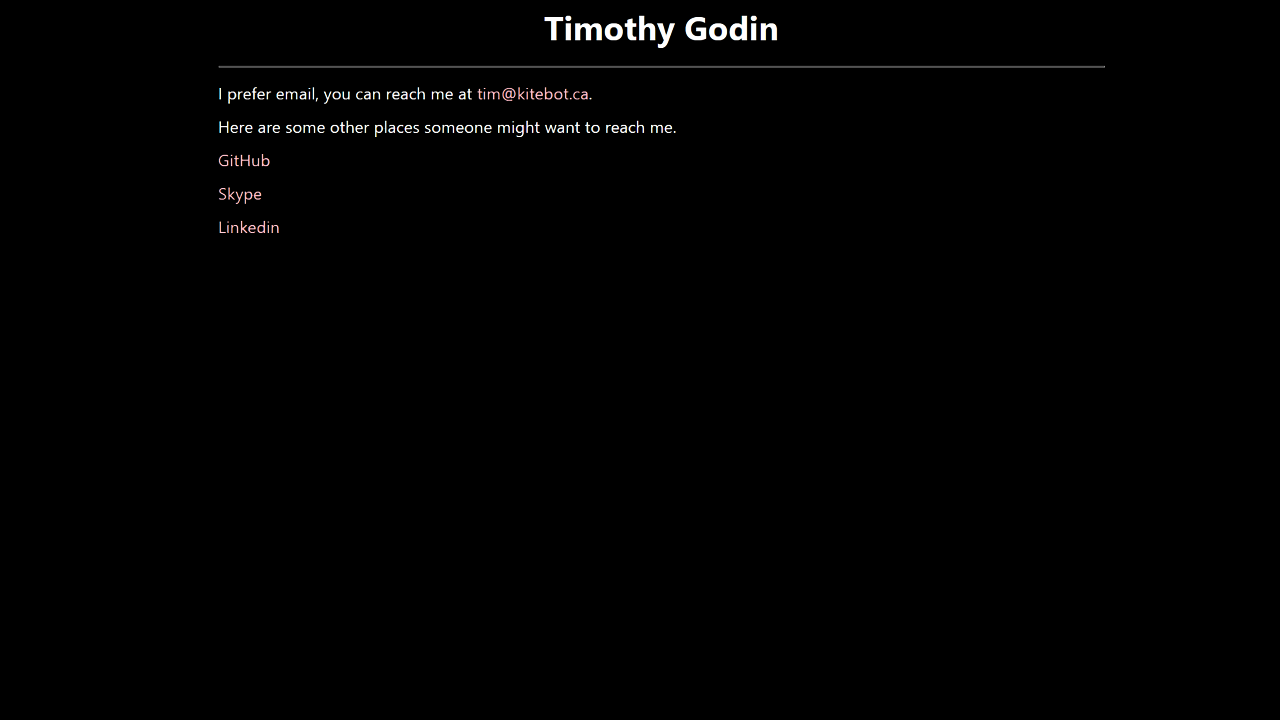 Timothy Godin
I prefer email, you can reach me at tim@kitebot.ca.
Here are some other places someone might want to reach me.
GitHub
Skype
Linkedin